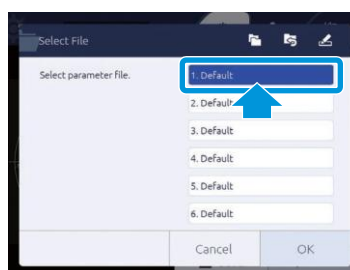 Select File
Select parameter file.
1. Default
2. Default
3. Default
4. Default
5. Default
6. Default
Cancel
OK